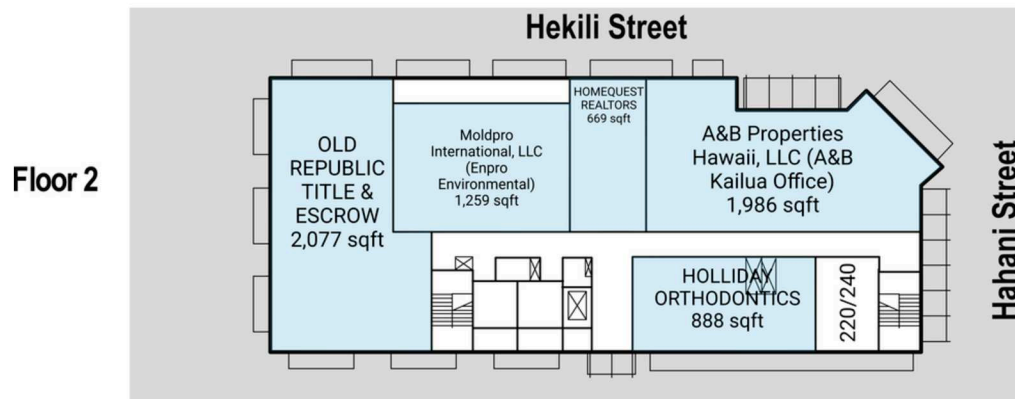 Hekili Street
Floor 2
OLD
REPUBLIC
TITLE &
ESCROW
2,077 sqft
Moldpro
International, LLC
(Enpro
Environmental)
1,259 sqft
HOMEQUEST
REALTORS
669 sqft
A&B Properties
Hawaii, LLC (A&B
Kailua Office)
1,986 sqft
HOLLIDAY
ORTHODONTICS
888 sqft
220/240
Hahani Street